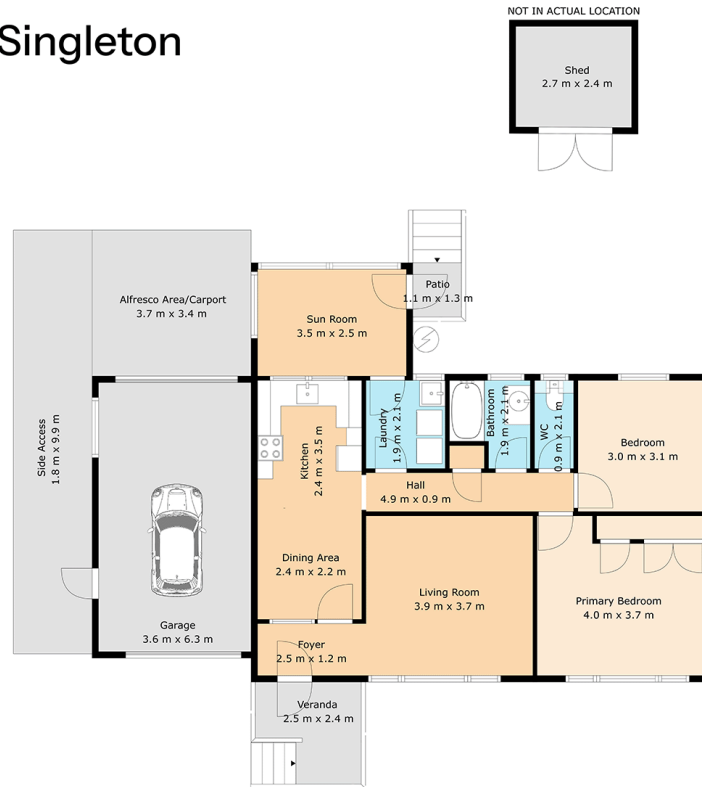 NOT IN ACTUAL LOCATION
Singleton
Shed
2.7 m x 2.4 m
Patio
1.1 m x 1.3 m
Alfresco Area/Carport
3.7 m x 3.4 m
Sun Room
3.5 m x 2.5 m
Side Access
1.8 m x 9.9 m
Kitchen
2.4 m x 3.5 m
Laundry
1.9 m x 2.1 m
Bathroom
1.9 m x 2.1 m
WC
0.9 m x 2.1 m
Bedroom
3.0 m x 3.1 m
Hall
4.9 m x 0.9 m
Dining Area
2.4 m x 2.2 m
Living Room
3.9 m x 3.7 m
Primary Bedroom
4.0 m x 3.7 m
Garage
3.6 m x 6.3 m
Foyer
2.5 m x 1.2 m
Veranda
2.5 m x 2.4 m